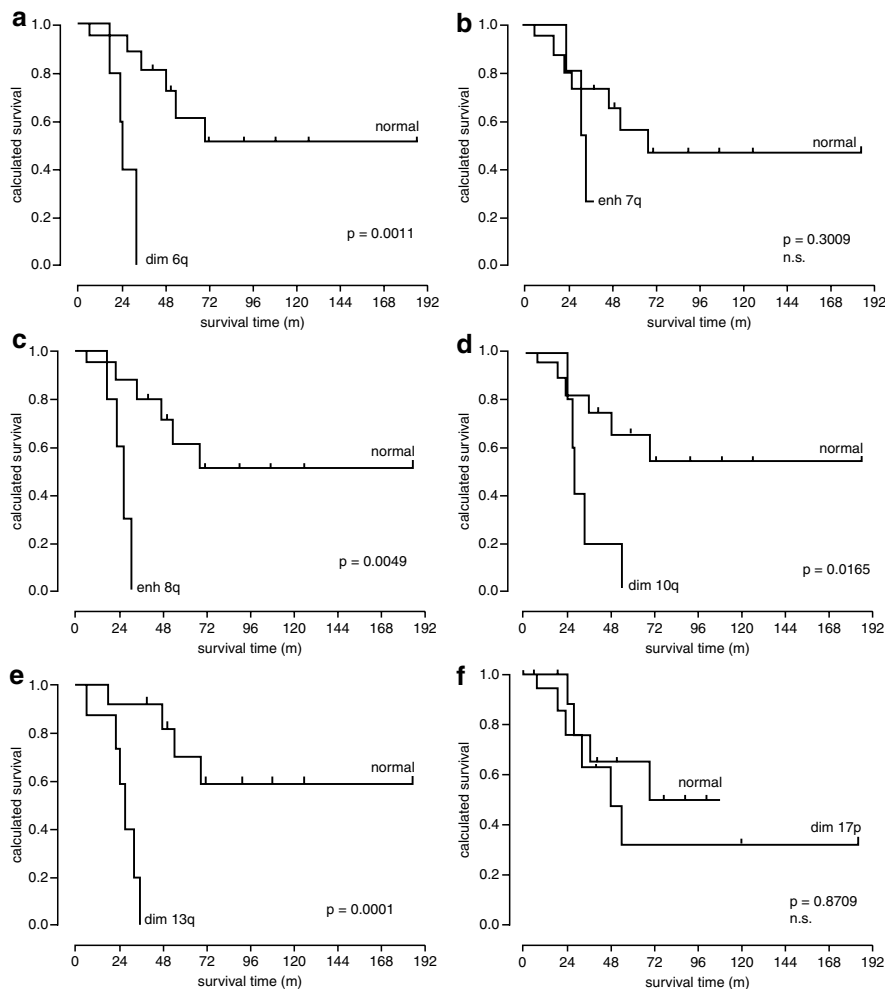 a
calculated survival
1.0
0.8
0.6
0.4
0.2
0.0
normal
dim 6q
p = 0.0011
0 24 48 72 96 120 144 168 192
survival time (m)
b
calculated survival
1.0
0.8
0.6
0.4
0.2
0.0
normal
enh 7q
p = 0.3009
n.s.
0 24 48 72 96 120 144 168 192
survival time (m)
c
calculated survival
1.0
0.8
0.6
0.4
0.2
0.0
normal
enh 8q
p = 0.0049
0 24 48 72 96 120 144 168 192
survival time (m)
d
calculated survival
1.0
0.8
0.6
0.4
0.2
0.0
normal
dim 10q
p = 0.0165
0 24 48 72 96 120 144 168 192
survival time (m)
e
calculated survival
1.0
0.8
0.6
0.4
0.2
0.0
normal
dim 13q
p = 0.0001
0 24 48 72 96 120 144 168 192
survival time (m)
f
calculated survival
1.0
0.8
0.6
0.4
0.2
0.0
normal
dim 17p
p = 0.8709
n.s.
0 24 48 72 96 120 144 168 192
survival time (m)